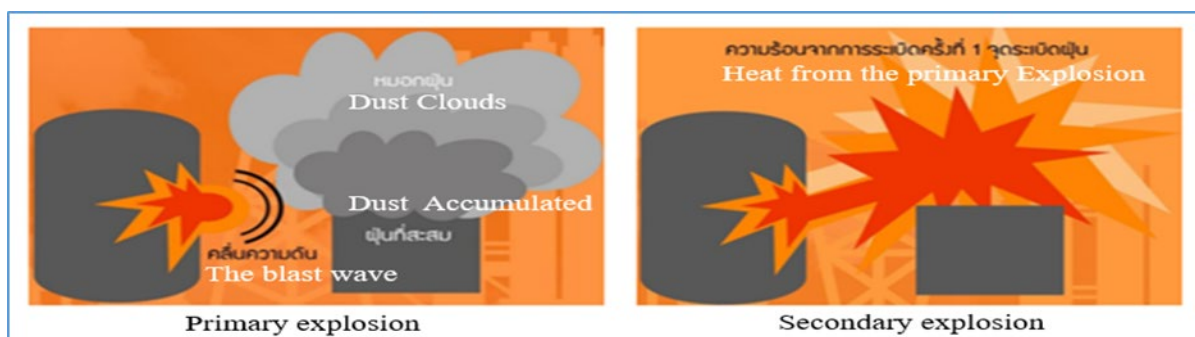 หมอกฝุ่น
Dust Clouds
Dust Accumulated
ฝุ่นที่สะสม
คลื่นความดัน
The blast wave
Primary explosion
ความร้อนจากการระเบิดครั้งที่ 1 จุดระเบิดฝุ่น
Heat from the primary Explosion
Secondary explosion